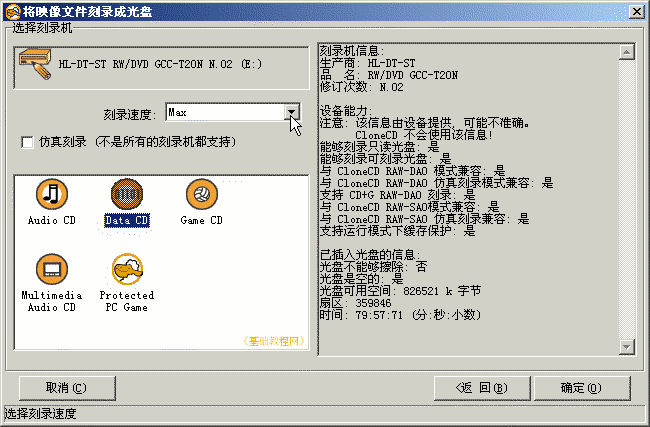 将映像文件刻录成光盘
选择刻录机
HL-DT-ST RW/DVD GCC-T20N N.02 (E:)
刻录速度:
Max
仿真刻录 (不是所有的刻录机都支持)
Audio CD
Data CD
Game CD
Multimedia
Audio CD
Protected
PC Game
(基础教程网)
刻录机信息:
生产商: HL-DT-ST
品 名: RW/DVD GCC-T20N
修订次数: N.02
设备能力:
注意: 该信息由设备提供, 可能不准确。
CloneCD 不会使用该信息!
能够刻录只读光盘: 是
能够刻录可刻录光盘: 是
与 CloneCD RAW-DAO 模式兼容: 是
与 CloneCD RAW-DAO 仿真刻录模式兼容: 是
支持 CD+G RAW-DAO 刻录: 是
与 CloneCD RAW-SAO模式兼容: 是
与 CloneCD RAW-SAO 仿真刻录兼容: 是
支持运行模式下缓存保护: 是
已插入光盘的信息:
光盘不能够擦除: 否
光盘是空的: 是
光盘可用空间: 826521 k 字节
扇区: 359846
时间: 79:57:71 (分:秒:小数)
取消(C)
<返 回(B)
确定(O)
选择刻录速度